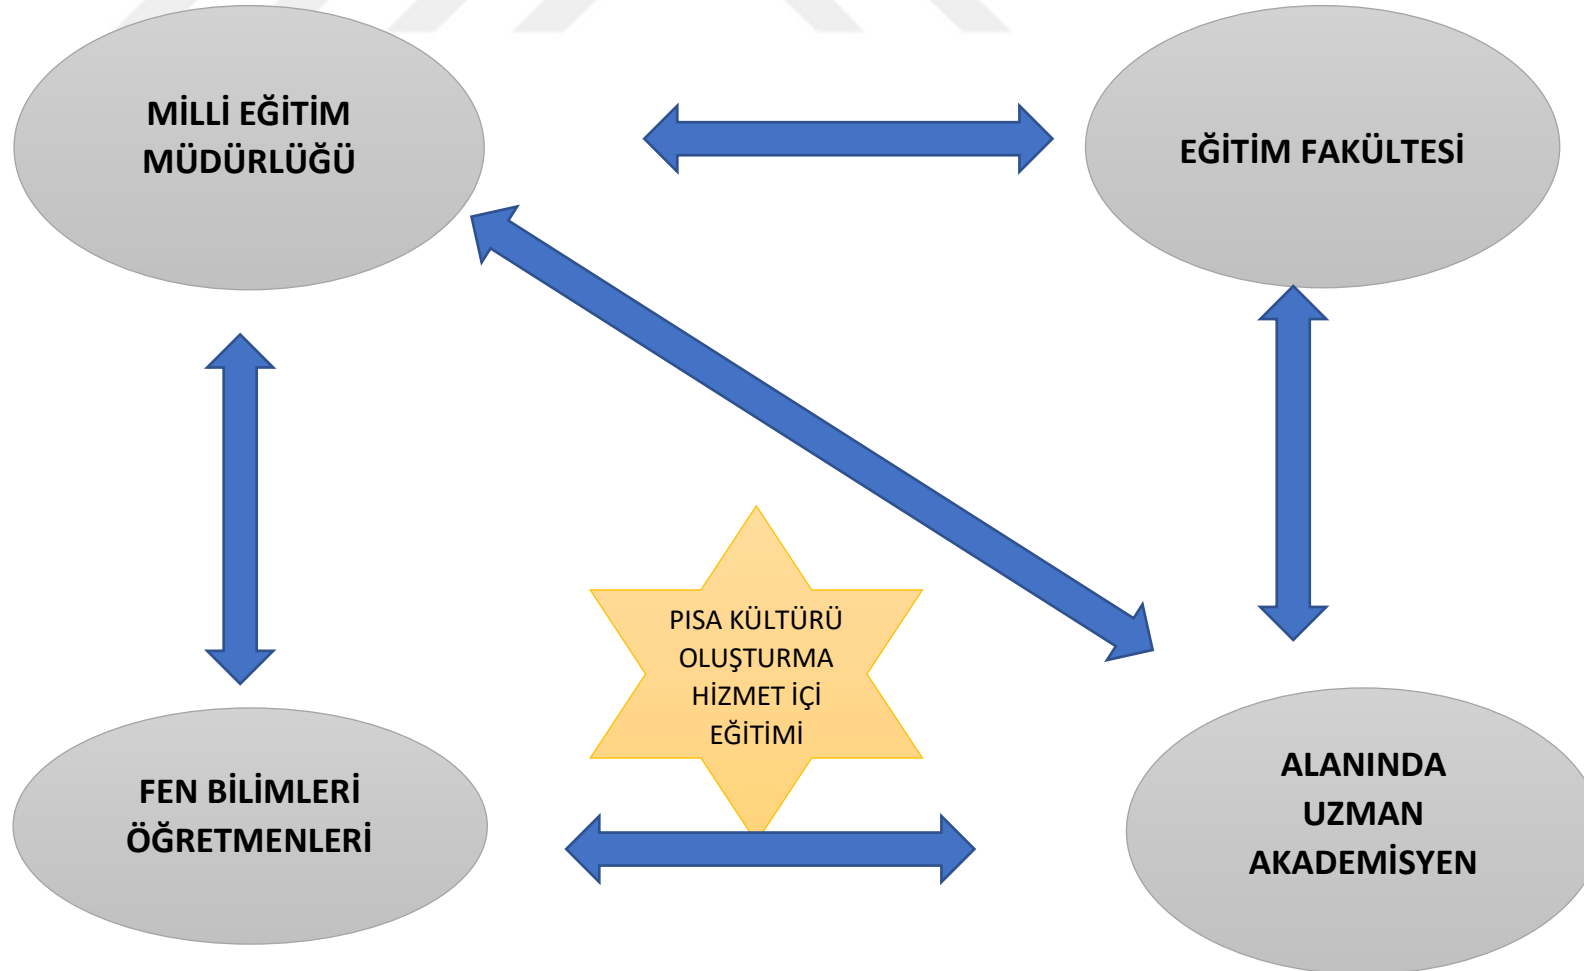 MİLLİ EĞİTİM
MÜDÜRLÜĞÜ
EĞİTİM FAKÜLTESİ
PISA KÜLTÜRÜ
OLUŞTURMA
HİZMET İÇİ
EĞİTİMİ
FEN BİLİMLERİ
ÖĞRETMENLERİ
ALANINDA
UZMAN
AKADEMİSYEN